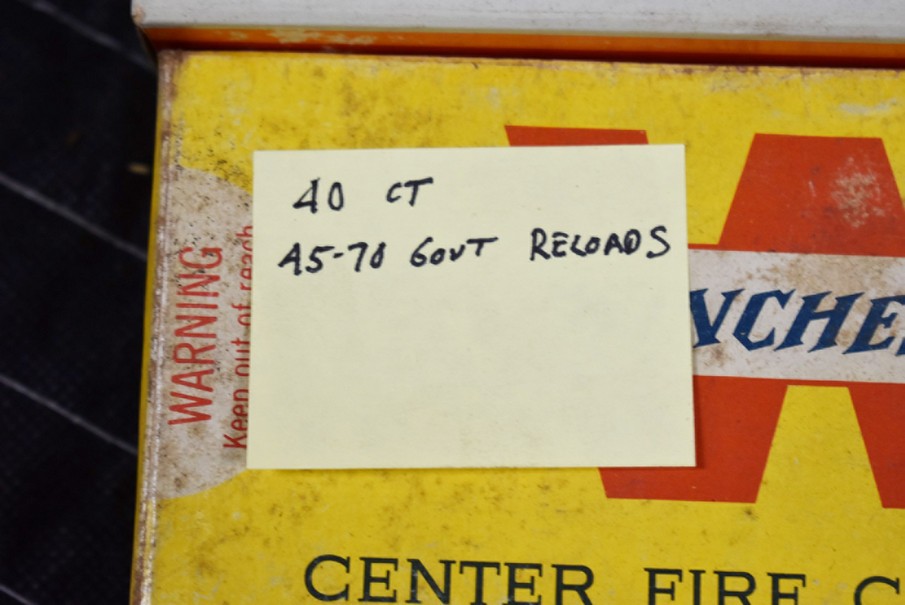 40 CT
45-70 GOVT RELOADS
WARNING
Keep out of reach
NCHE
CENTER FIRE C